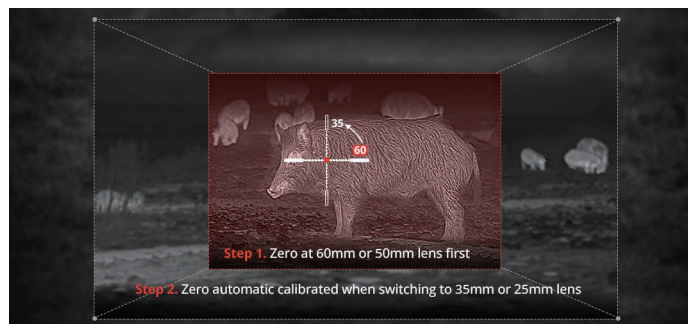 35
60
Step 1. Zero at 60mm or 50mm lens first
Step 2. Zero automatic calibrated when switching to 35mm or 25mm lens